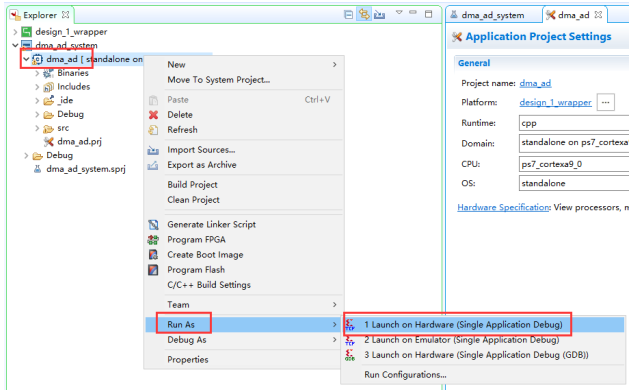 Explorer
design_1_wrapper
dma_ad_system
dma_ad [ standalone on
Binaries
Includes
_ide
Debug
src
dma_ad.prj
Debug
dma_ad_system.sprj
New
Move To System Project...
Paste Ctrl+V
Delete
Refresh
Import Sources...
Export as Archive
Build Project
Clean Project
Generate Linker Script
Program FPGA
Create Boot Image
Program Flash
C/C++ Build Settings
Team
Run As
Debug As
Properties
1 Launch on Hardware (Single Application Debug)
2 Launch on Emulator (Single Application Debug)
3 Launch on Hardware (Single Application Debug (GDB))
Run Configurations...
dma_ad_system
dma_ad
Application Project Settings
General
Project name: dma_ad
Platform: design_1_wrapper ...
Runtime: cpp
Domain: standalone on ps7_cortexa
CPU: ps7_cortexa9_0
OS: standalone
Hardware Specification: View processors, m